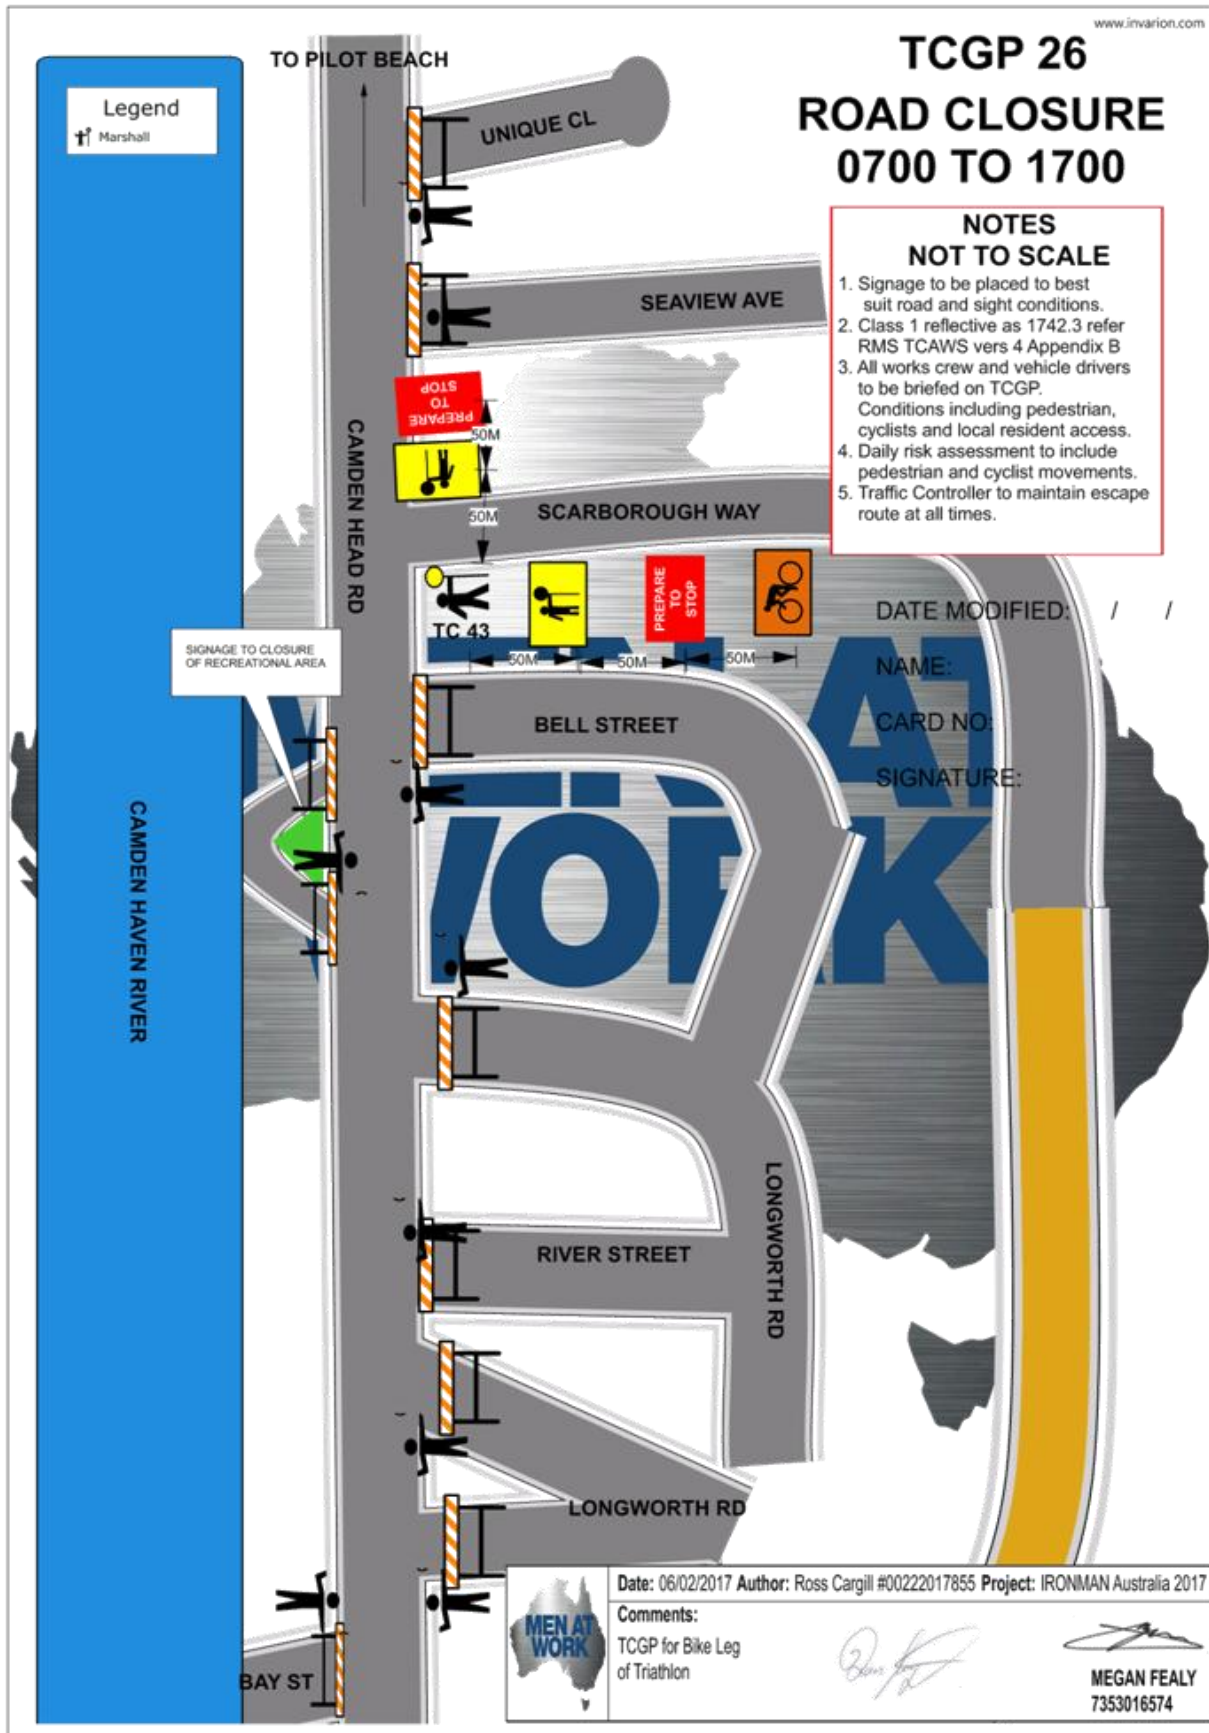 www.invarion.com
TCGP 26
ROAD CLOSURE
0700 TO 1700
TO PILOT BEACH
Legend
Marshall
UNIQUE CL
NOTES
NOT TO SCALE
1. Signage to be placed to best
suit road and sight conditions.
2. Class 1 reflective as 1742.3 refer
RMS TCAWS vers 4 Appendix B
3. All works crew and vehicle drivers
to be briefed on TCGP.
Conditions including pedestrian,
cyclists and local resident access.
4. Daily risk assessment to include
pedestrian and cyclist movements.
5. Traffic Controller to maintain escape
route at all times.
SEAVIEW AVE
PREPARE
TO
STOP
50M
50M
CAMDEN HEAD RD
SCARBOROUGH WAY
TC 43
PREPARE
TO
STOP
50M
50M
50M
DATE MODIFIED: / /
NAME:
CARD NO:
SIGNATURE:
SIGNAGE TO CLOSURE
OF RECREATIONAL AREA
BELL STREET
MEN AT
WORK
CAMDEN HAVEN RIVER
LONGWORTH RD
RIVER STREET
LONGWORTH RD
BAY ST
MEN AT
WORK
Date: 06/02/2017 Author: Ross Cargill #00222017855 Project: IRONMAN Australia 2017
Comments:
TCGP for Bike Leg
of Triathlon
MEGAN FEALY
7353016574